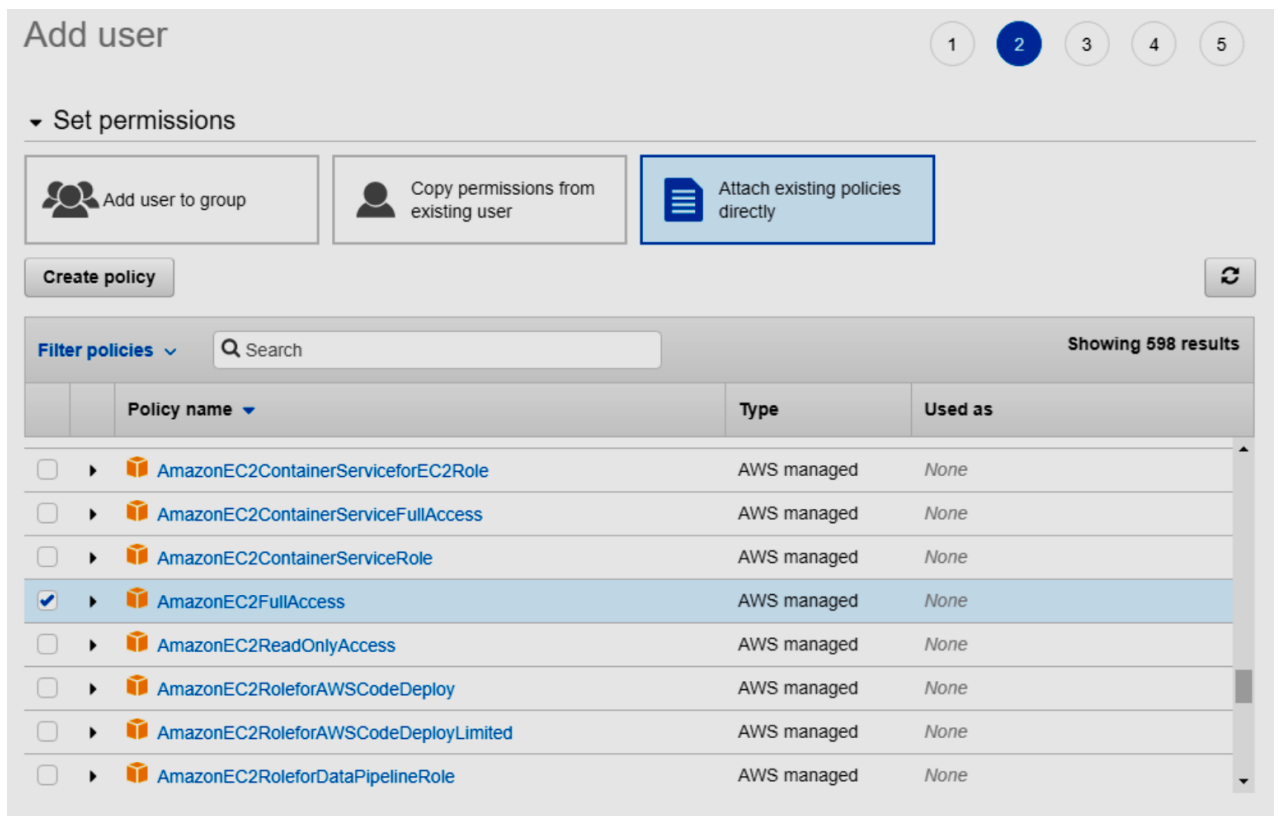 Add user
1 2 3 4 5
Set permissions
Add user to group
Copy permissions from
existing user
Attach existing policies
directly
Create policy
Filter policies
Search
Showing 598 results
Policy name Type Used as
AmazonEC2ContainerServiceforEC2Role AWS managed None
AmazonEC2ContainerServiceFullAccess AWS managed None
AmazonEC2ContainerServiceRole AWS managed None
AmazonEC2FullAccess AWS managed None
AmazonEC2ReadOnlyAccess AWS managed None
AmazonEC2RoleforAWSCodeDeploy AWS managed None
AmazonEC2RoleforAWSCodeDeployLimited AWS managed None
AmazonEC2RoleforDataPipelineRole AWS managed None